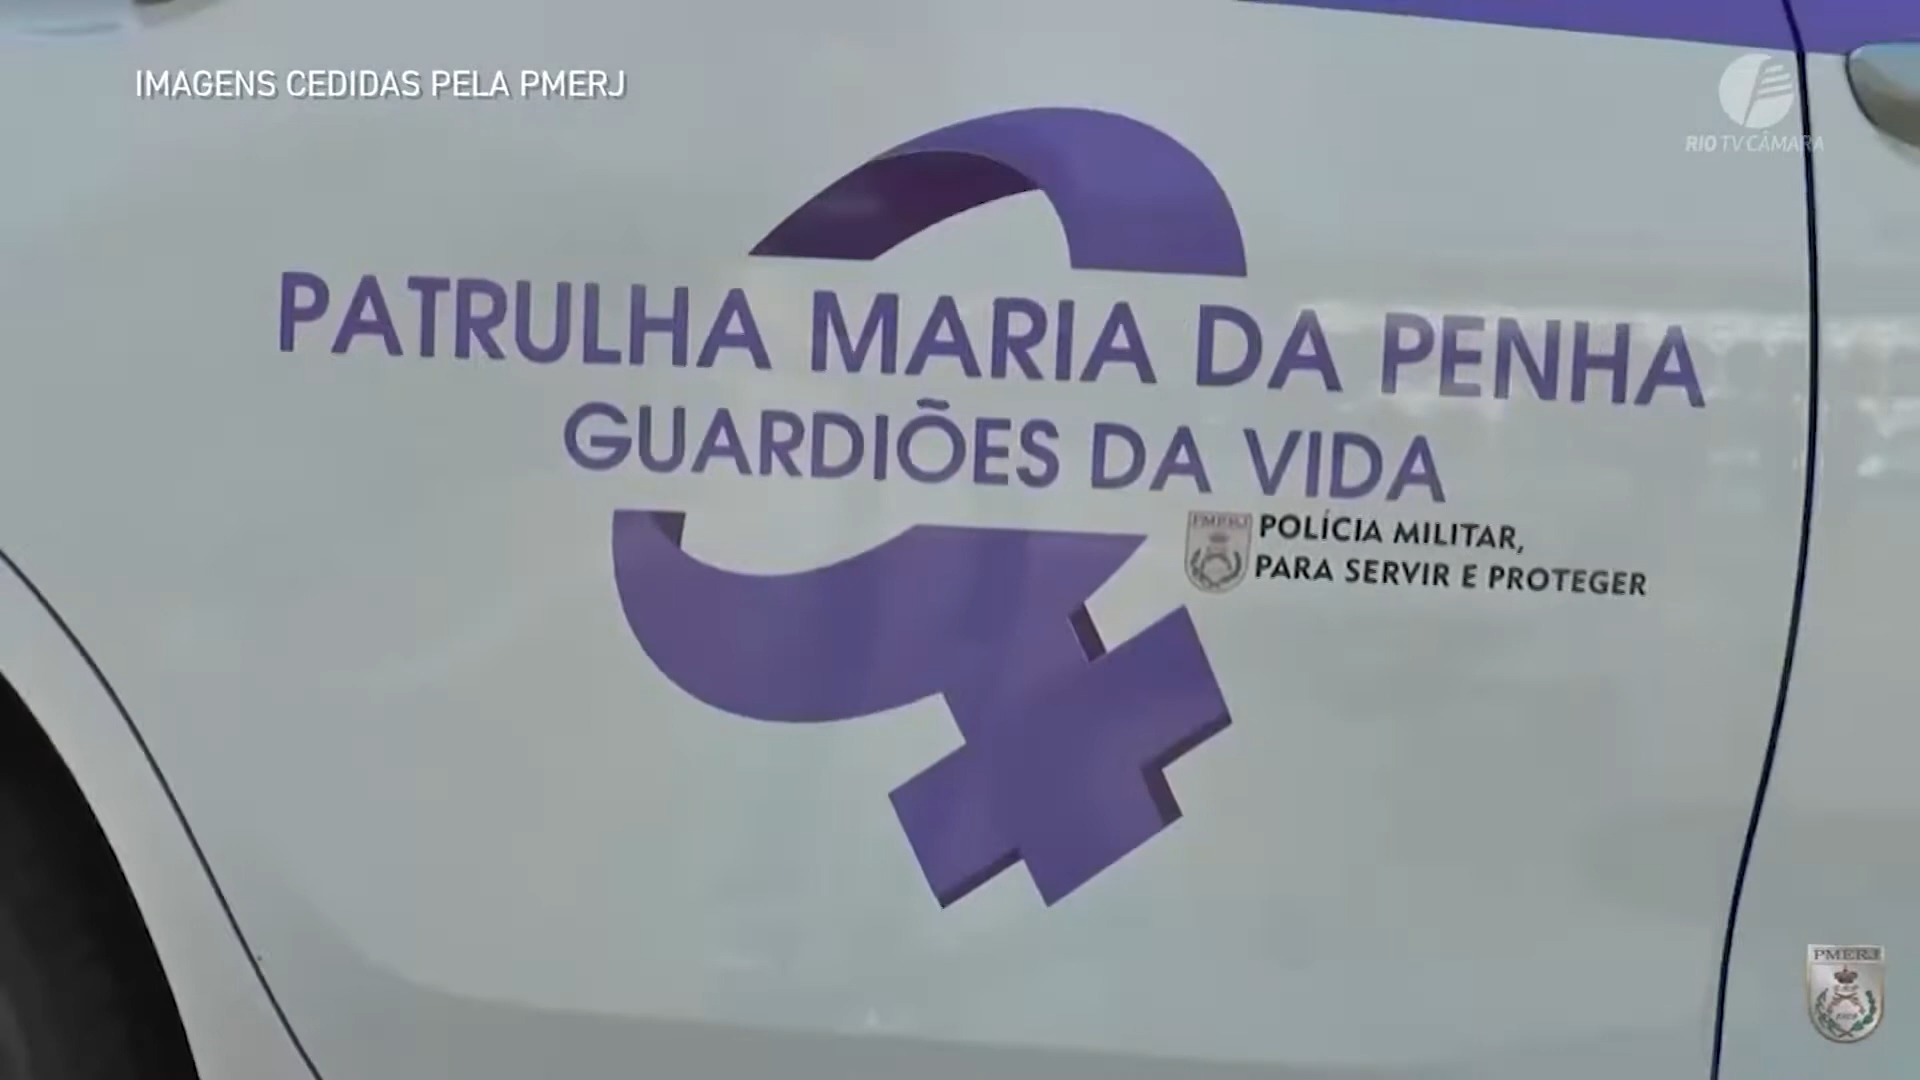 IMAGENS CEDIDAS PELA PMERJ
RIO TV CÂMARA
PATRULHA MARIA DA PENHA
GUARDIÕES DA VIDA
PMERJ
POLÍCIA MILITAR,
PARA SERVIR E PROTEGER
PMERJ